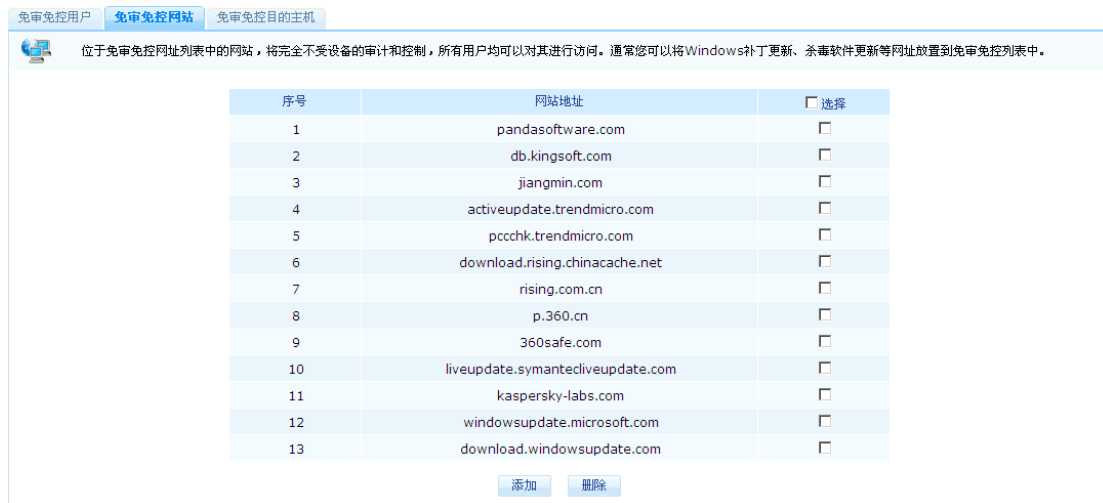 免审免控用户 免审免控网站 免审免控目的主机
位于免审免控网址列表中的网站，将完全不受设备的审计和控制，所有用户均可以对其进行访问。通常您可以将Windows补丁更新、杀毒软件更新等网址放置到免审免控列表中。
序号 网站地址 选择
1 pandasoftware.com
2 db.kingsoft.com
3 jiangmin.com
4 activeupdate.trendmicro.com
5 pccchk.trendmicro.com
6 download.rising.chinacache.net
7 rising.com.cn
8 p.360.cn
9 360safe.com
10 liveupdate.symantecliveupdate.com
11 kaspersky-labs.com
12 windowsupdate.microsoft.com
13 download.windowsupdate.com
添加 删除